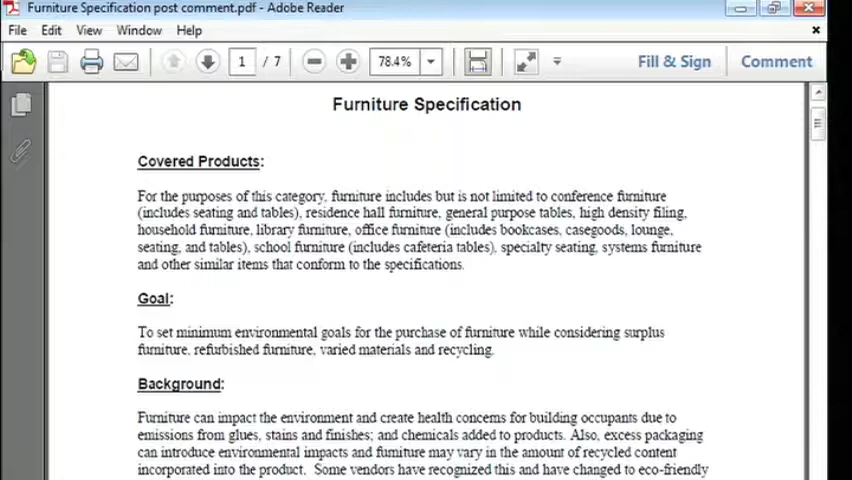 Furniture Specification post comment.pdf - Adobe Reader
File Edit View Window Help
1 / 7 78.4% Fill & Sign Comment
Furniture Specification
Covered Products:
For the purposes of this category, furniture includes but is not limited to conference furniture
(includes seating and tables), residence hall furniture, general purpose tables, high density filing,
household furniture, library furniture, office furniture (includes bookcases, casegoods, lounge,
seating, and tables), school furniture (includes cafeteria tables), specialty seating, systems furniture
and other similar items that conform to the specifications.
Goal:
To set minimum environmental goals for the purchase of furniture while considering surplus
furniture, refurbished furniture, varied materials and recycling.
Background:
Furniture can impact the environment and create health concerns for building occupants due to
emissions from glues, stains and finishes; and chemicals added to products. Also, excess packaging
can introduce environmental impacts and furniture may vary in the amount of recycled content
incorporated into the product. Some vendors have recognized this and have changed to eco-friendly